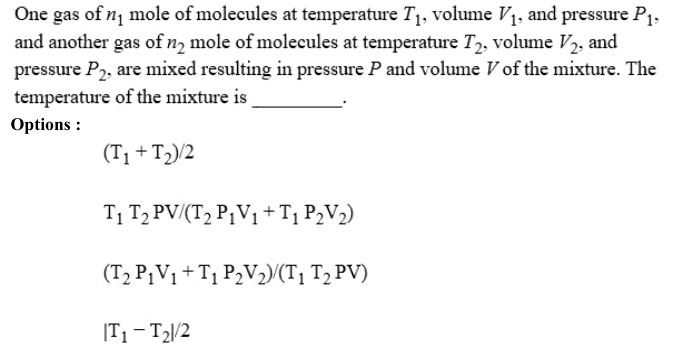 One gas of n₁ mole of molecules at temperature T₁, volume V₁, and pressure P₁,
and another gas of n₂ mole of molecules at temperature T₂, volume V₂, and
pressure P₂, are mixed resulting in pressure P and volume V of the mixture. The
temperature of the mixture is __________.
Options :
(T₁ + T₂)/2
T₁ T₂ PV/(T₂ P₁V₁ + T₁ P₂V₂)
(T₂ P₁V₁ + T₁ P₂V₂)/(T₁ T₂ PV)
|T₁ − T₂|/2